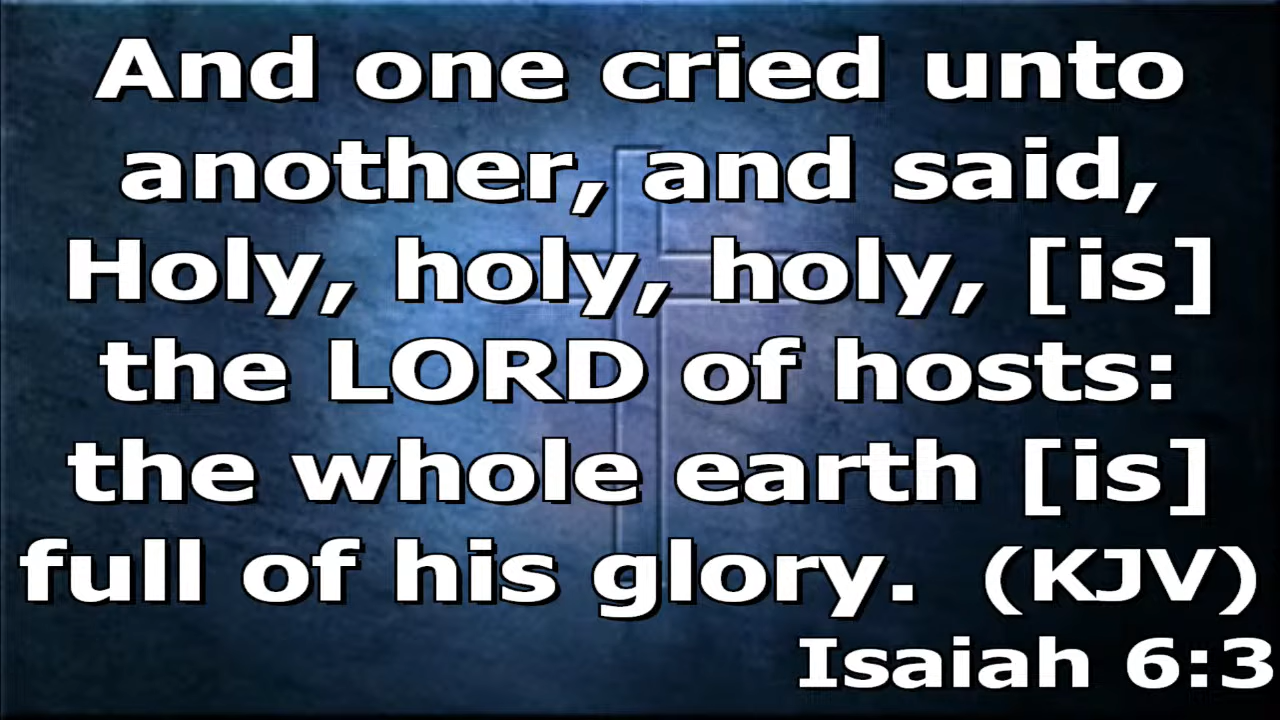 And one cried unto
another, and said,
Holy, holy, holy, [is]
the LORD of hosts:
the whole earth [is]
full of his glory. (KJV)
Isaiah 6:3